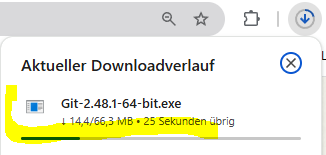 Aktueller Downloadverlauf
Git-2.48.1-64-bit.exe
↓ 14,4/66,3 MB • 25 Sekunden übrig